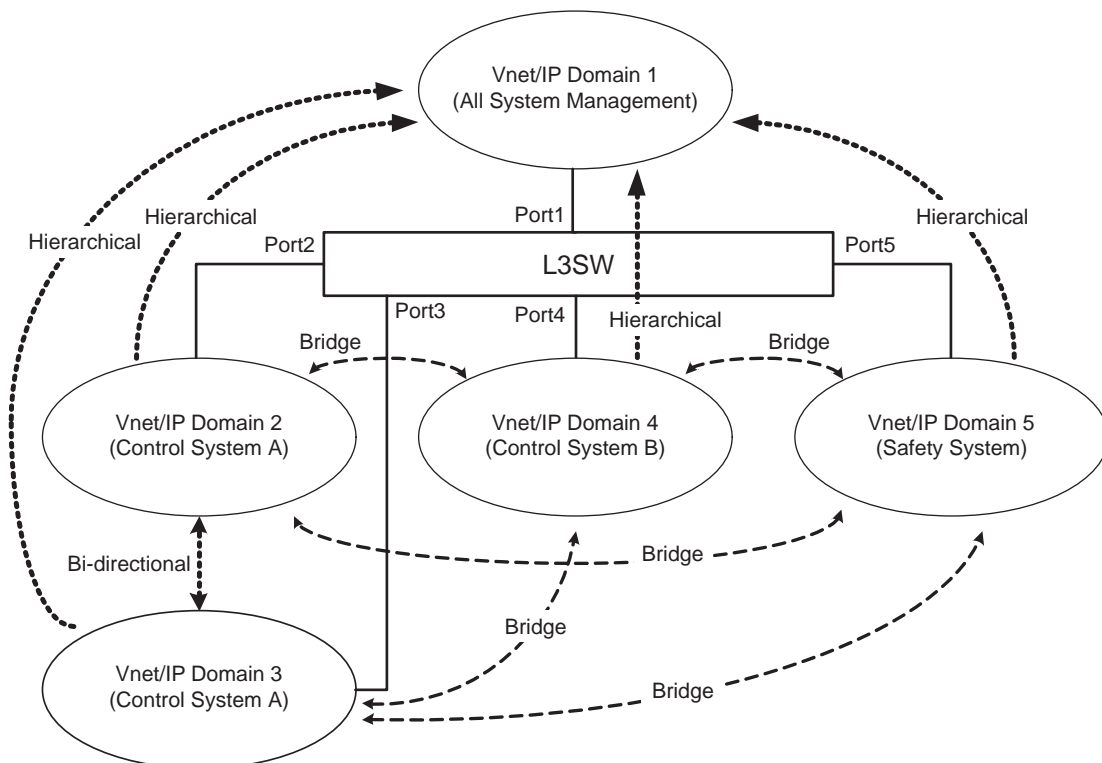 Vnet/IP Domain 1
(All System Management)
Port1
Hierarchical
Hierarchical
Hierarchical
Port2
Port5
L3SW
Port3
Port4
Hierarchical
Bridge
Bridge
Vnet/IP Domain 2
(Control System A)
Vnet/IP Domain 4
(Control System B)
Vnet/IP Domain 5
(Safety System)
Bi-directional
Bridge
Bridge
Vnet/IP Domain 3
(Control System A)
Bridge